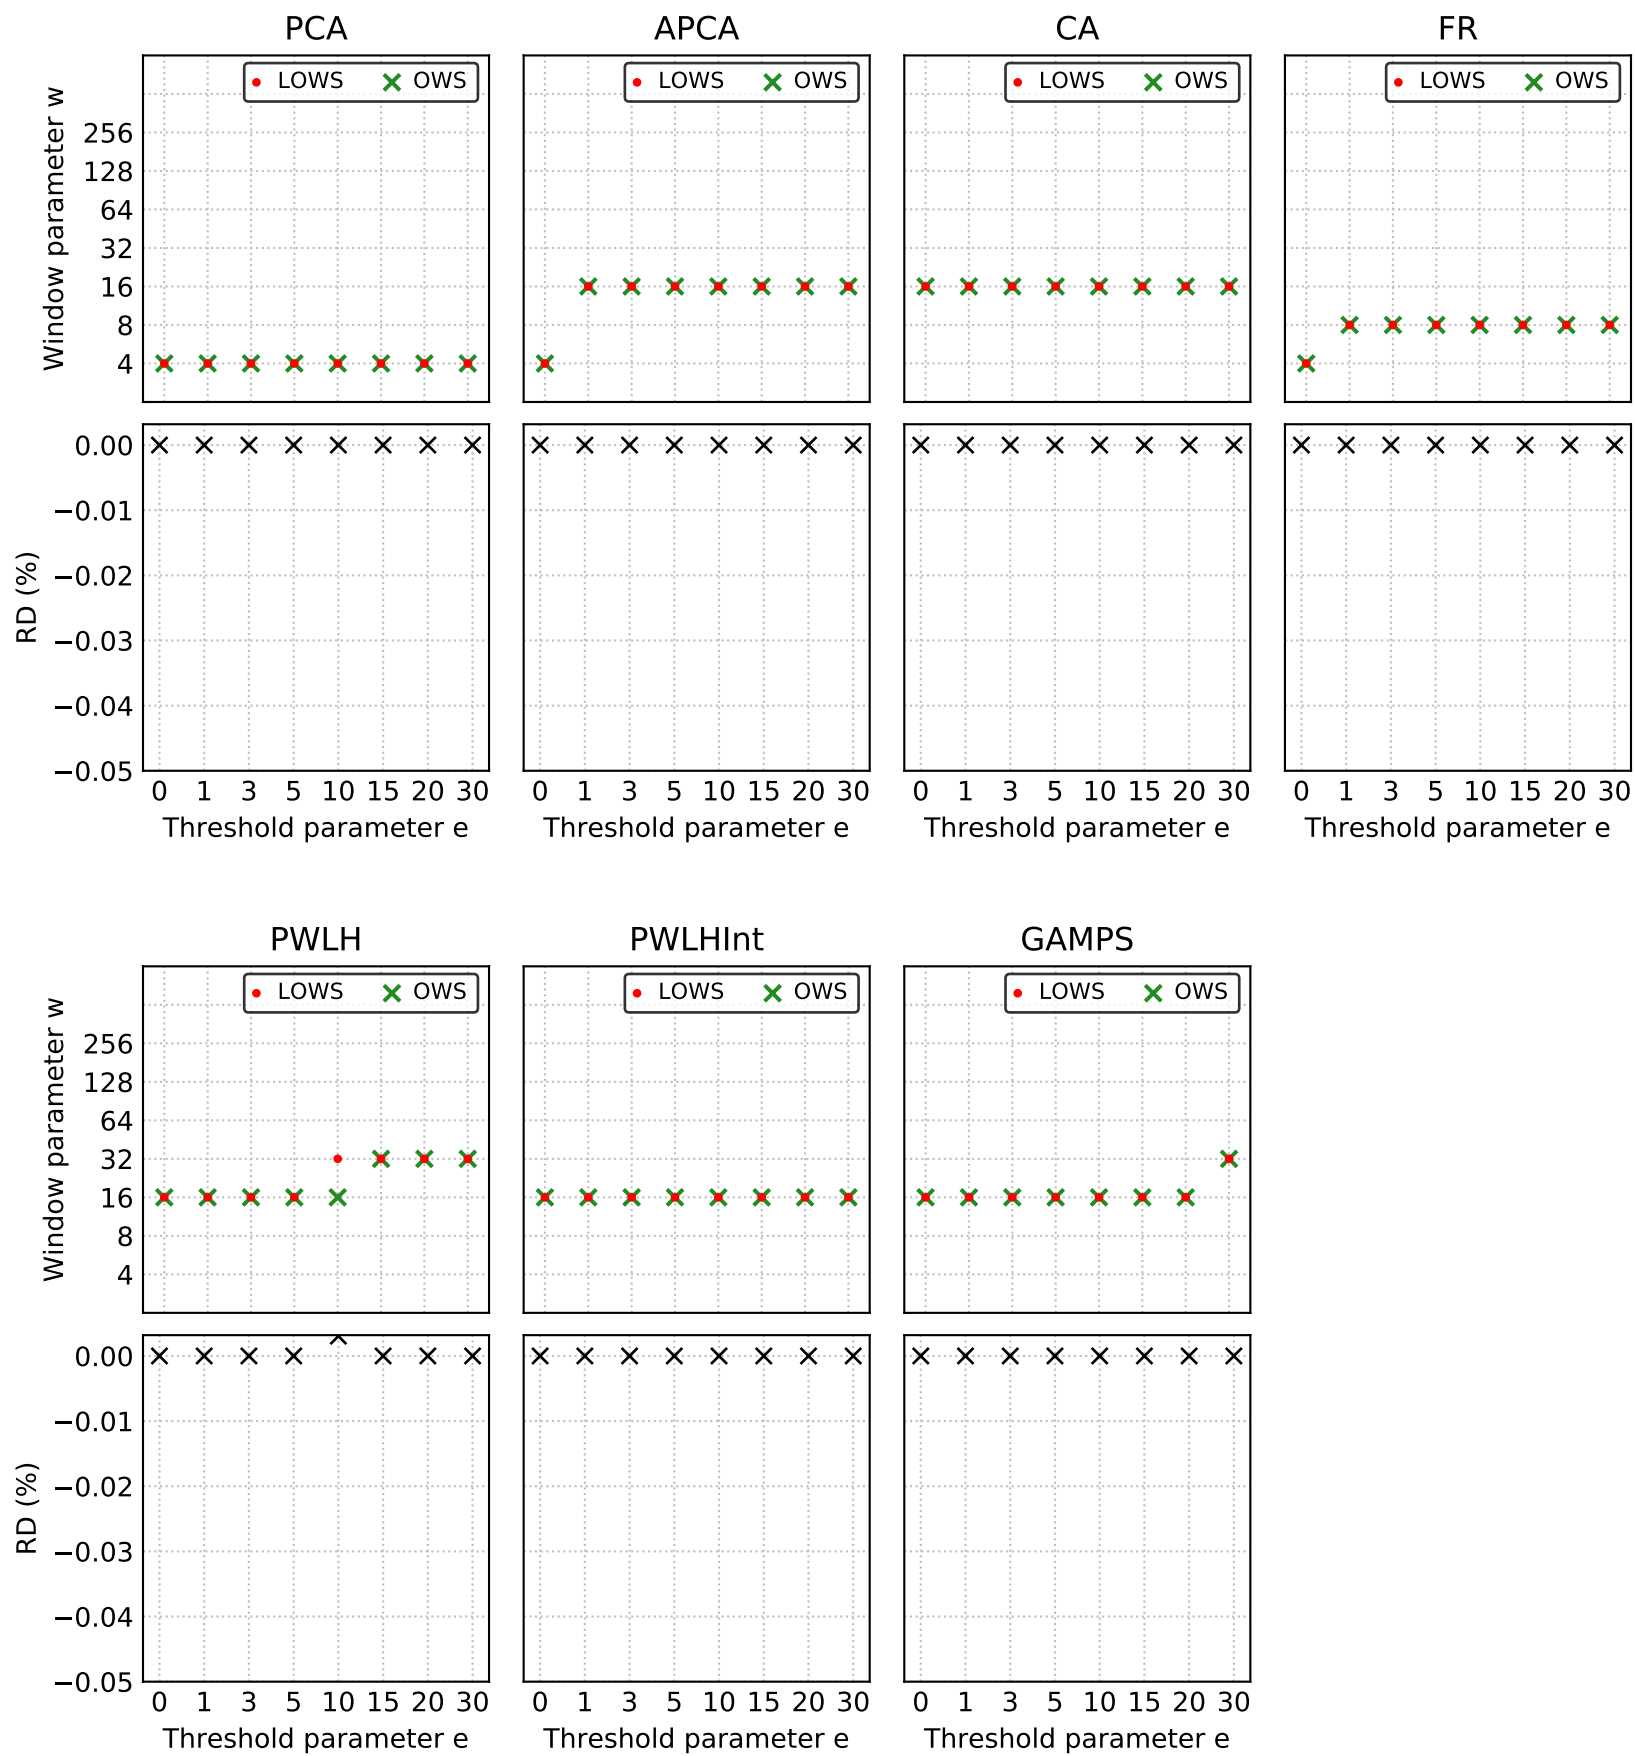 PCA APCA CA FR
LOWS OWS LOWS OWS LOWS OWS LOWS OWS
Window parameter w
256
128
64
32
16
8
4
RD (%)
0.00
−0.01
−0.02
−0.03
−0.04
−0.05
0 1 3 5 10 15 20 30 0 1 3 5 10 15 20 30 0 1 3 5 10 15 20 30 0 1 3 5 10 15 20 30
Threshold parameter e Threshold parameter e Threshold parameter e Threshold parameter e
PWLH PWLHInt GAMPS
LOWS OWS LOWS OWS LOWS OWS
Window parameter w
256
128
64
32
16
8
4
RD (%)
0.00
−0.01
−0.02
−0.03
−0.04
−0.05
0 1 3 5 10 15 20 30 0 1 3 5 10 15 20 30 0 1 3 5 10 15 20 30
Threshold parameter e Threshold parameter e Threshold parameter e